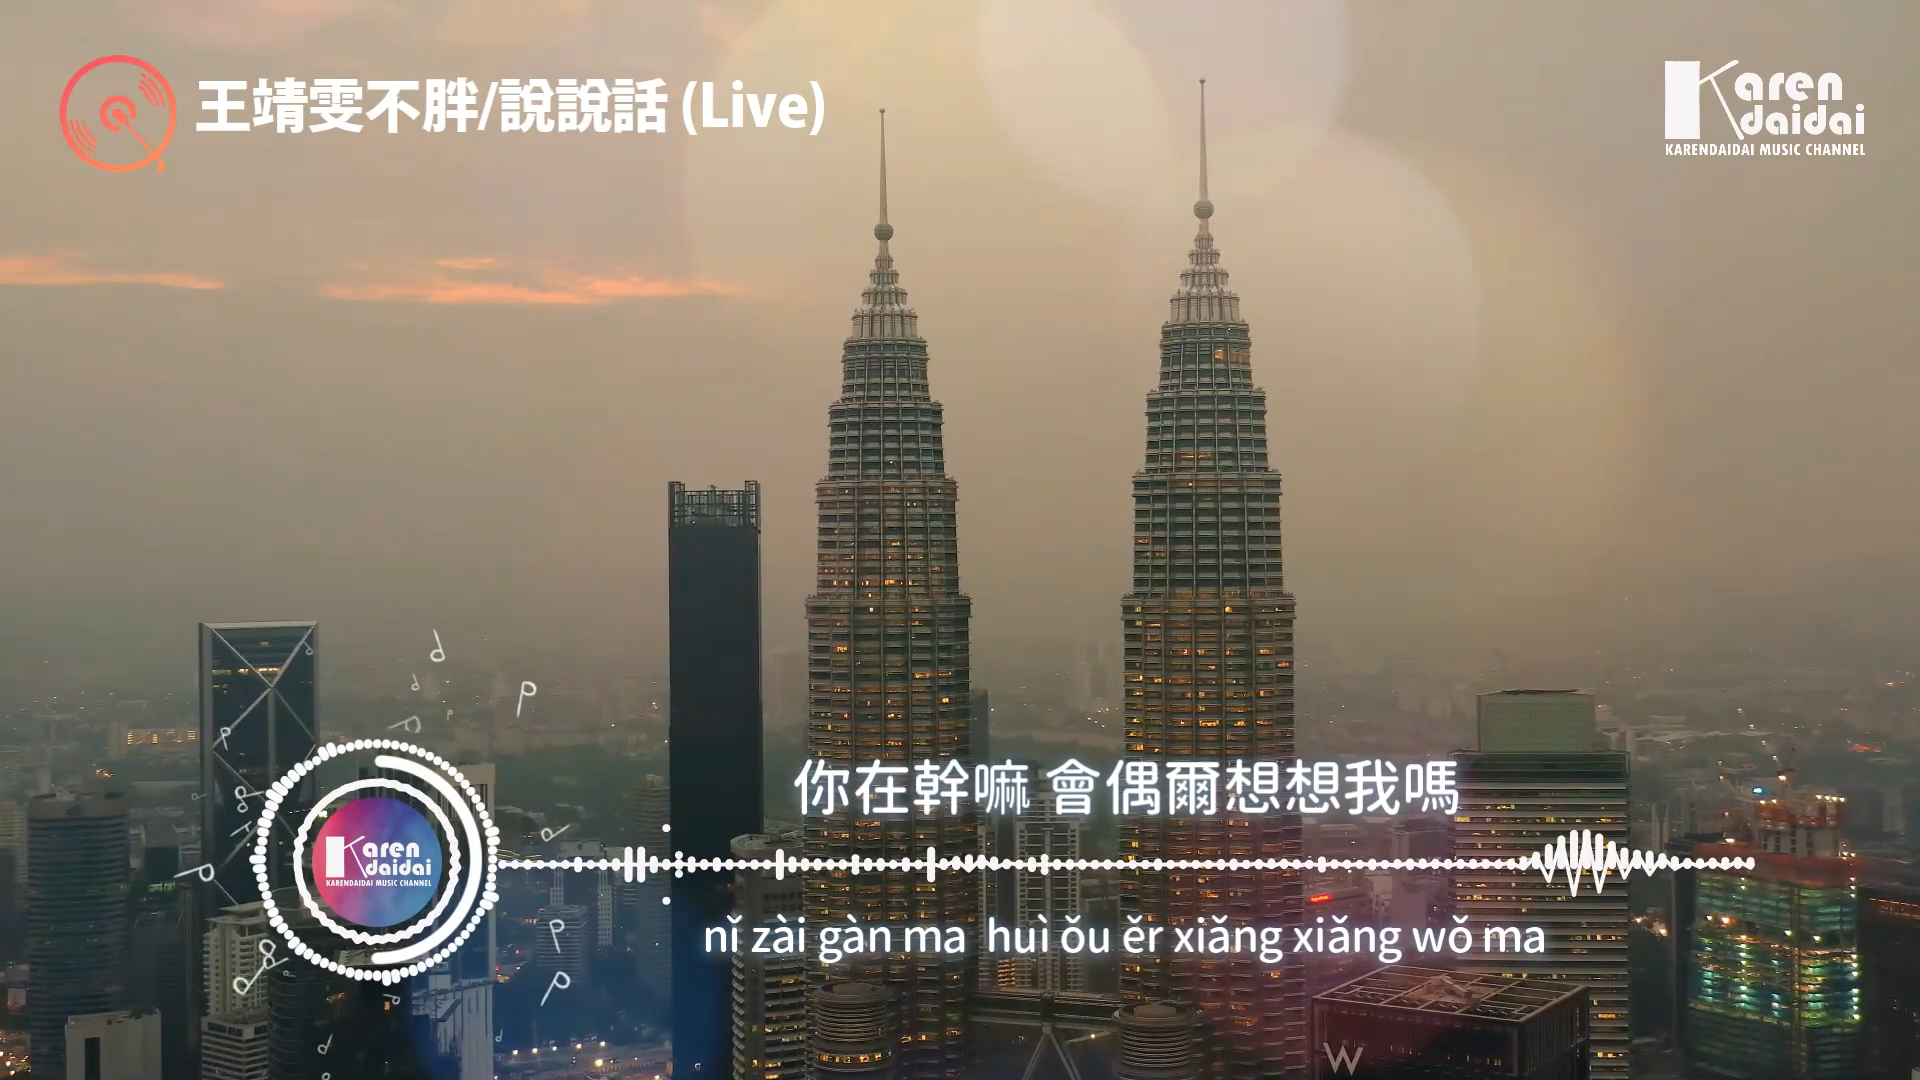 王靖雯不胖/說說話 (Live)
Karen
daidai
KARENDAIDAI MUSIC CHANNEL
你在幹嘛 會偶爾想想我嗎
Karen
daidai
KARENDAIDAI MUSIC CHANNEL
nǐ zài gàn ma  huì ǒu ěr xiǎng xiǎng wǒ ma
W